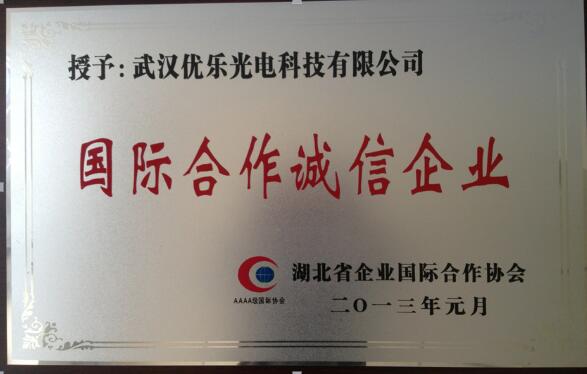 授予:武汉优乐光电科技有限公司
国际合作诚信企业
AAAA级国际协会
湖北省企业国际合作协会
二O一三年元月